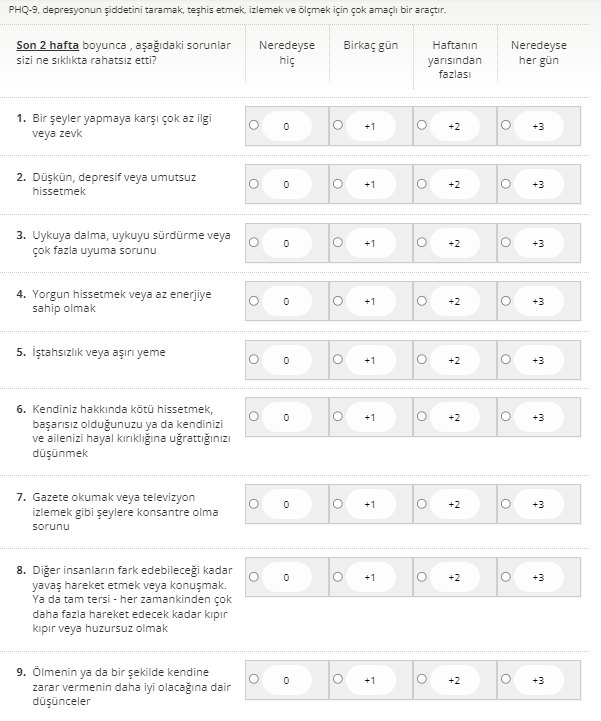 PHQ-9, depresyonun şiddetini taramak, teşhis etmek, izlemek ve ölçmek için çok amaçlı bir araçtır.
Son 2 hafta boyunca , aşağıdaki sorunlar
sizi ne sıklıkta rahatsız etti?
Neredeyse
hiç
Birkaç gün
Haftanın
yarısından
fazlası
Neredeyse
her gün
1. Bir şeyler yapmaya karşı çok az ilgi
veya zevk
0 +1 +2 +3
2. Düşkün, depresif veya umutsuz
hissetmek
0 +1 +2 +3
3. Uykuya dalma, uykuyu sürdürme veya
çok fazla uyuma sorunu
0 +1 +2 +3
4. Yorgun hissetmek veya az enerjiye
sahip olmak
0 +1 +2 +3
5. İştahsızlık veya aşırı yeme
0 +1 +2 +3
6. Kendiniz hakkında kötü hissetmek,
başarısız olduğunuzu ya da kendinizi
ve ailenizi hayal kırıklığına uğrattığınızı
düşünmek
0 +1 +2 +3
7. Gazete okumak veya televizyon
izlemek gibi şeylere konsantre olma
sorunu
0 +1 +2 +3
8. Diğer insanların fark edebileceği kadar
yavaş hareket etmek veya konuşmak.
Ya da tam tersi - her zamankinden çok
daha fazla hareket edecek kadar kıpır
kıpır veya huzursuz olmak
0 +1 +2 +3
9. Ölmenin ya da bir şekilde kendine
zarar vermenin daha iyi olacağına dair
düşünceler
0 +1 +2 +3